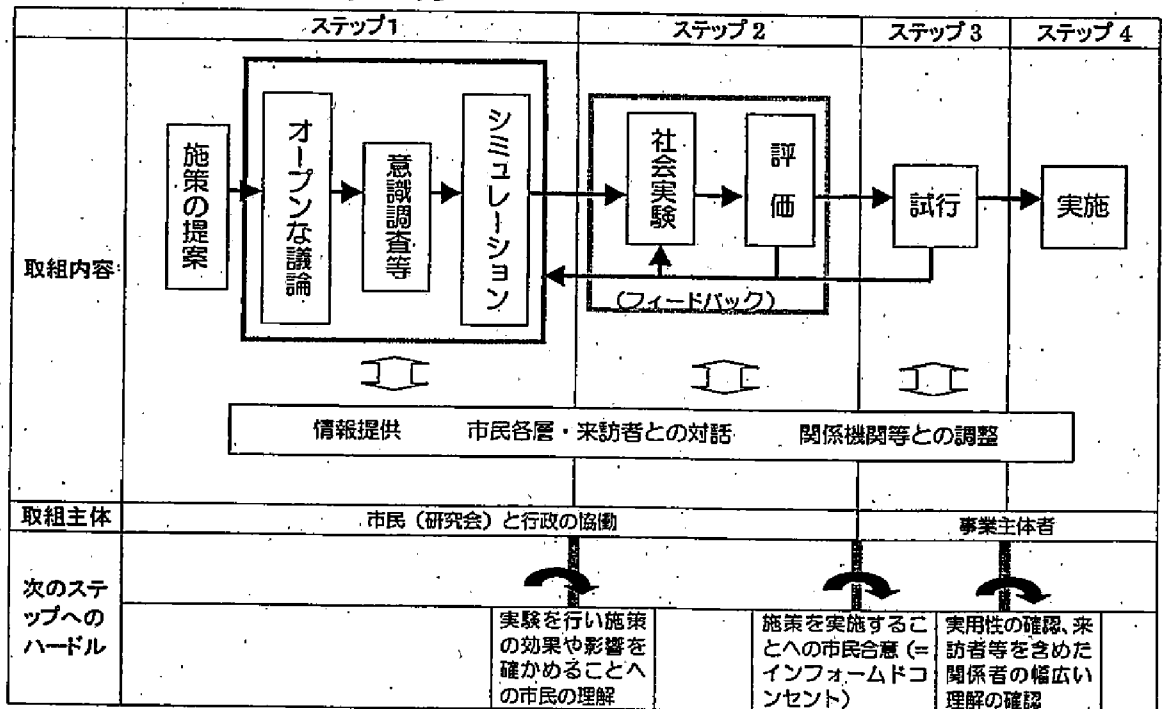 ステップ1
ステップ 2
ステップ 3
ステップ 4
取組内容
施策の提案
オープンな議論
意識調査等
シミュレーション
社会実験
評価
試行
実施
(フィードバック)
情報提供 市民各層・来訪者との対話 関係機関等との調整
取組主体
市民(研究会)と行政の協働
事業主体者
次のステ
ップへの
ハードル
実験を行い施策
の効果や影響を
確かめることへ
の市民の理解
施策を実施するこ
とへの市民合意(=
インフォームドコ
ンセント)
実用性の確認、来
訪者等を含めた
関係者の幅広い
理解の確認